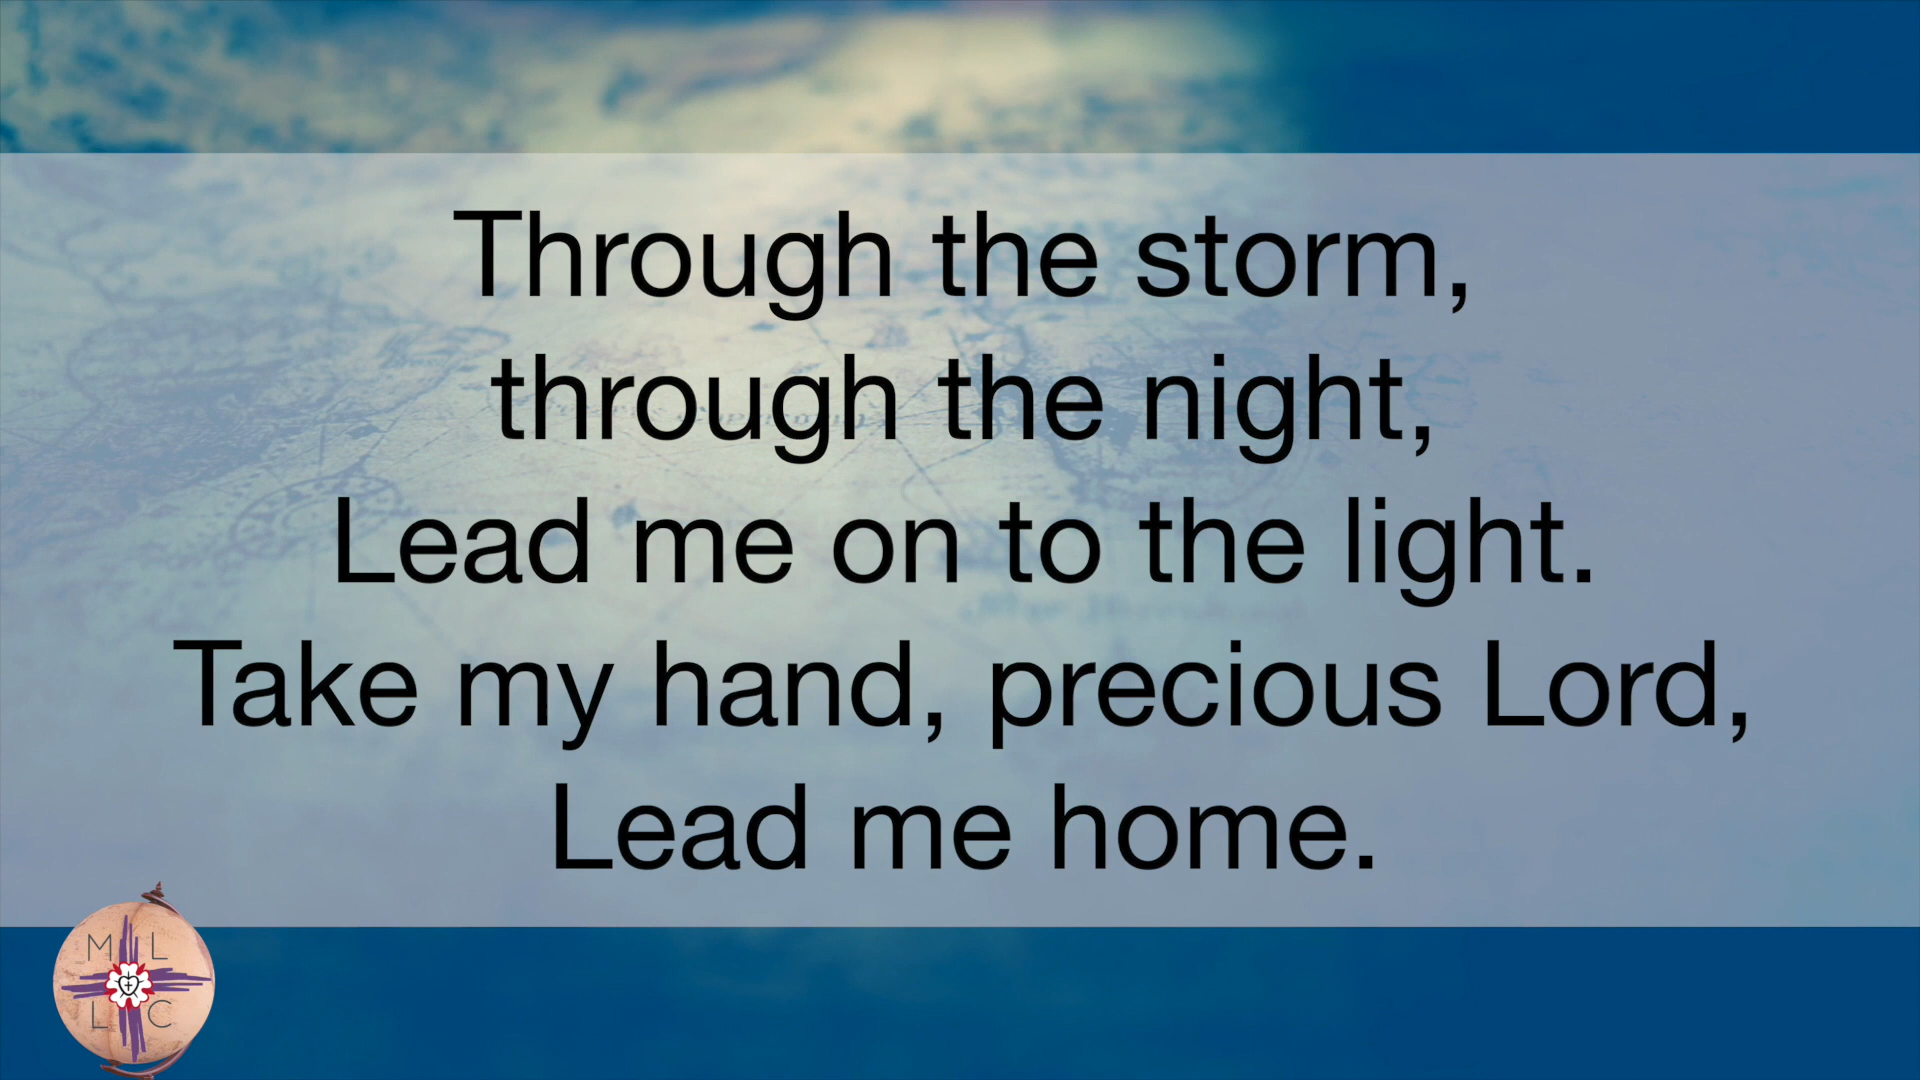 Through the storm,
through the night,
Lead me on to the light.
Take my hand, precious Lord,
Lead me home.
M L
L C